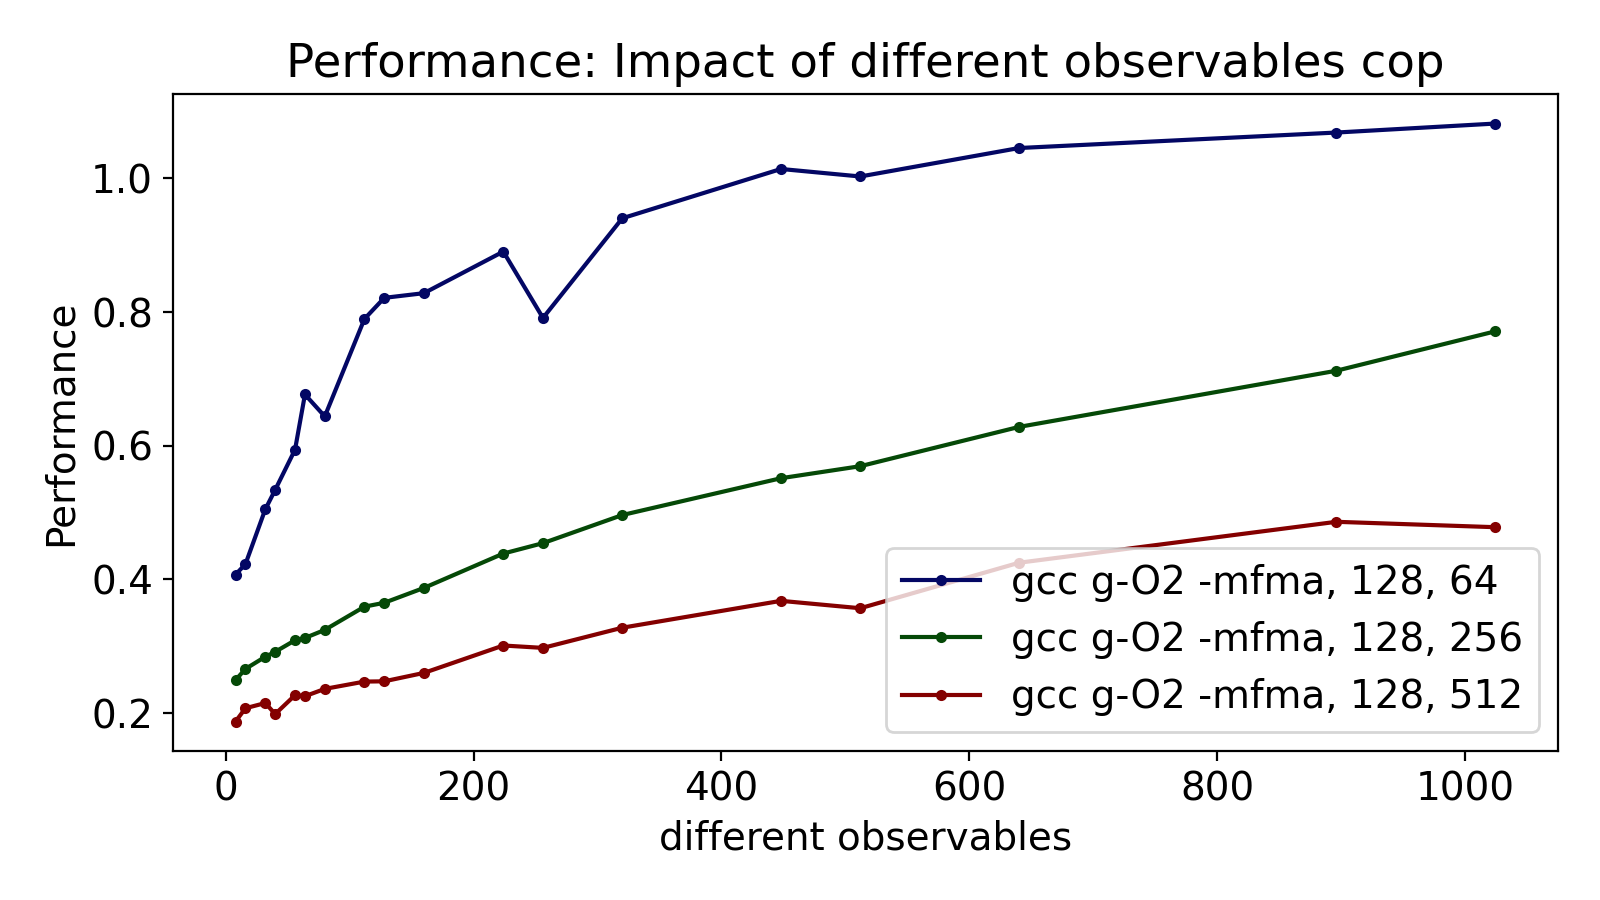 Performance: Impact of different observables cop
Performance
1.0
0.8
0.6
0.4
0.2
gcc g-O2 -mfma, 128, 64
gcc g-O2 -mfma, 128, 256
gcc g-O2 -mfma, 128, 512
0 200 400 600 800 1000
different observables